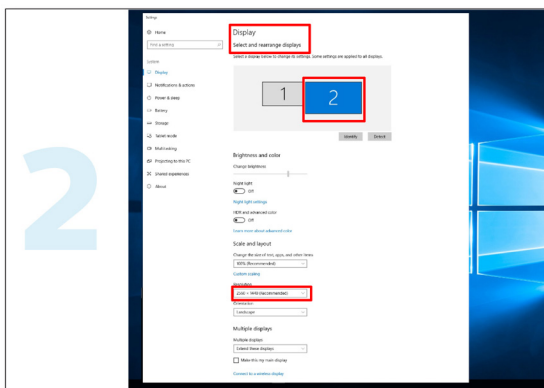 Settings
2
Home
Find a setting
System
Display
Notifications & actions
Power & sleep
Battery
Storage
Tablet mode
Multitasking
Projecting to this PC
Shared experiences
About
Display
Select and rearrange displays
Select a display below to change its settings. Some settings are applied to all displays.
1
2
Identify
Detect
Brightness and color
Change brightness
Night light
Off
Night light settings
HDR and advanced color
Off
Learn more about advanced color
Scale and layout
Change the size of text, apps, and other items
100% (Recommended)
Custom scaling
Resolution
(Recommended)
Orientation
Landscape
Multiple displays
Multiple displays
Extend these displays
Make this my main display
Connect to a wireless display